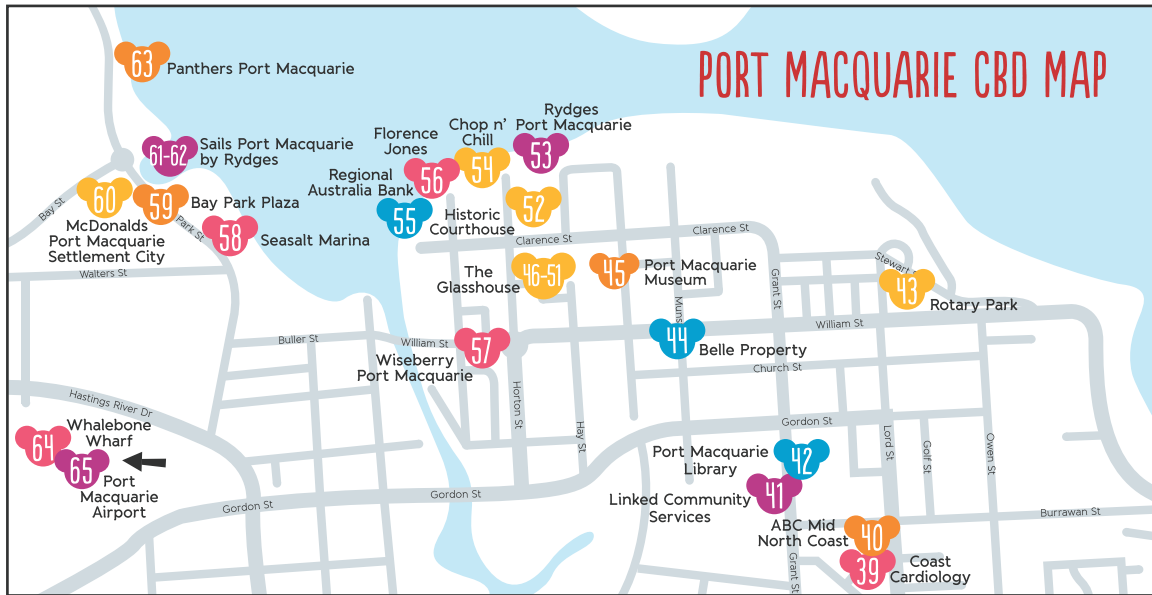 PORT MACQUARIE CBD MAP
63
Panthers Port Macquarie
61-62
Sails Port Macquarie
by Rydges
60
McDonalds
Port Macquarie
Settlement City
59
Bay Park Plaza
58
Seasalt Marina
Bay St
Park St
Walters St
Florence
Jones
56
Chop n'
Chill
54
Rydges
Port Macquarie
53
Regional
Australia Bank
55
Historic
Courthouse
52
Clarence St
Clarence St
The
Glasshouse
46-51
45
Port Macquarie
Museum
Grant St
Stewart
43
Rotary Park
44
Belle Property
William St
Church St
Buller St
William St
57
Wiseberry
Port Macquarie
Horton St
Hay St
Hastings River Dr
64
Whalebone
Wharf
65
Port
Macquarie
Airport
Gordon St
Gordon St
Gordon St
Port Macquarie
Library
42
Linked Community
Services
41
Lord St
Golf St
Owen St
ABC Mid
North Coast
40
Burrawan St
39
Coast
Cardiology
Grant St